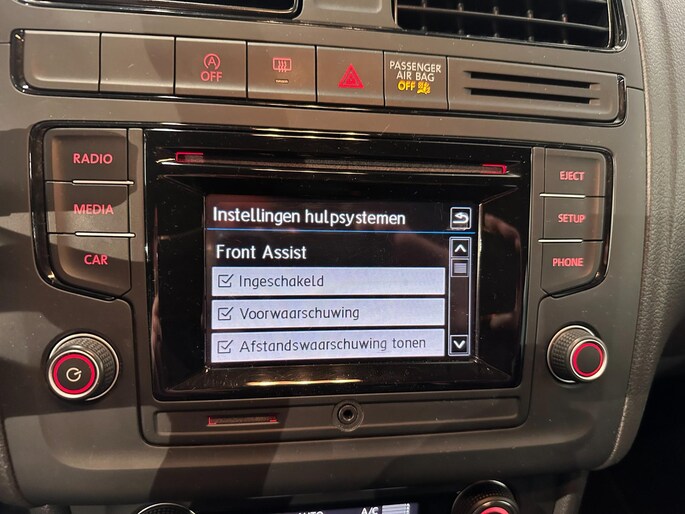 A
OFF
PASSENGER
AIR BAG
OFF
RADIO
MEDIA
CAR
EJECT
SETUP
PHONE
Instellingen hulpsystemen
Front Assist
Ingeschakeld
Voorwaarschuwing
Afstandswaarschuwing tonen
AUTO
A/C